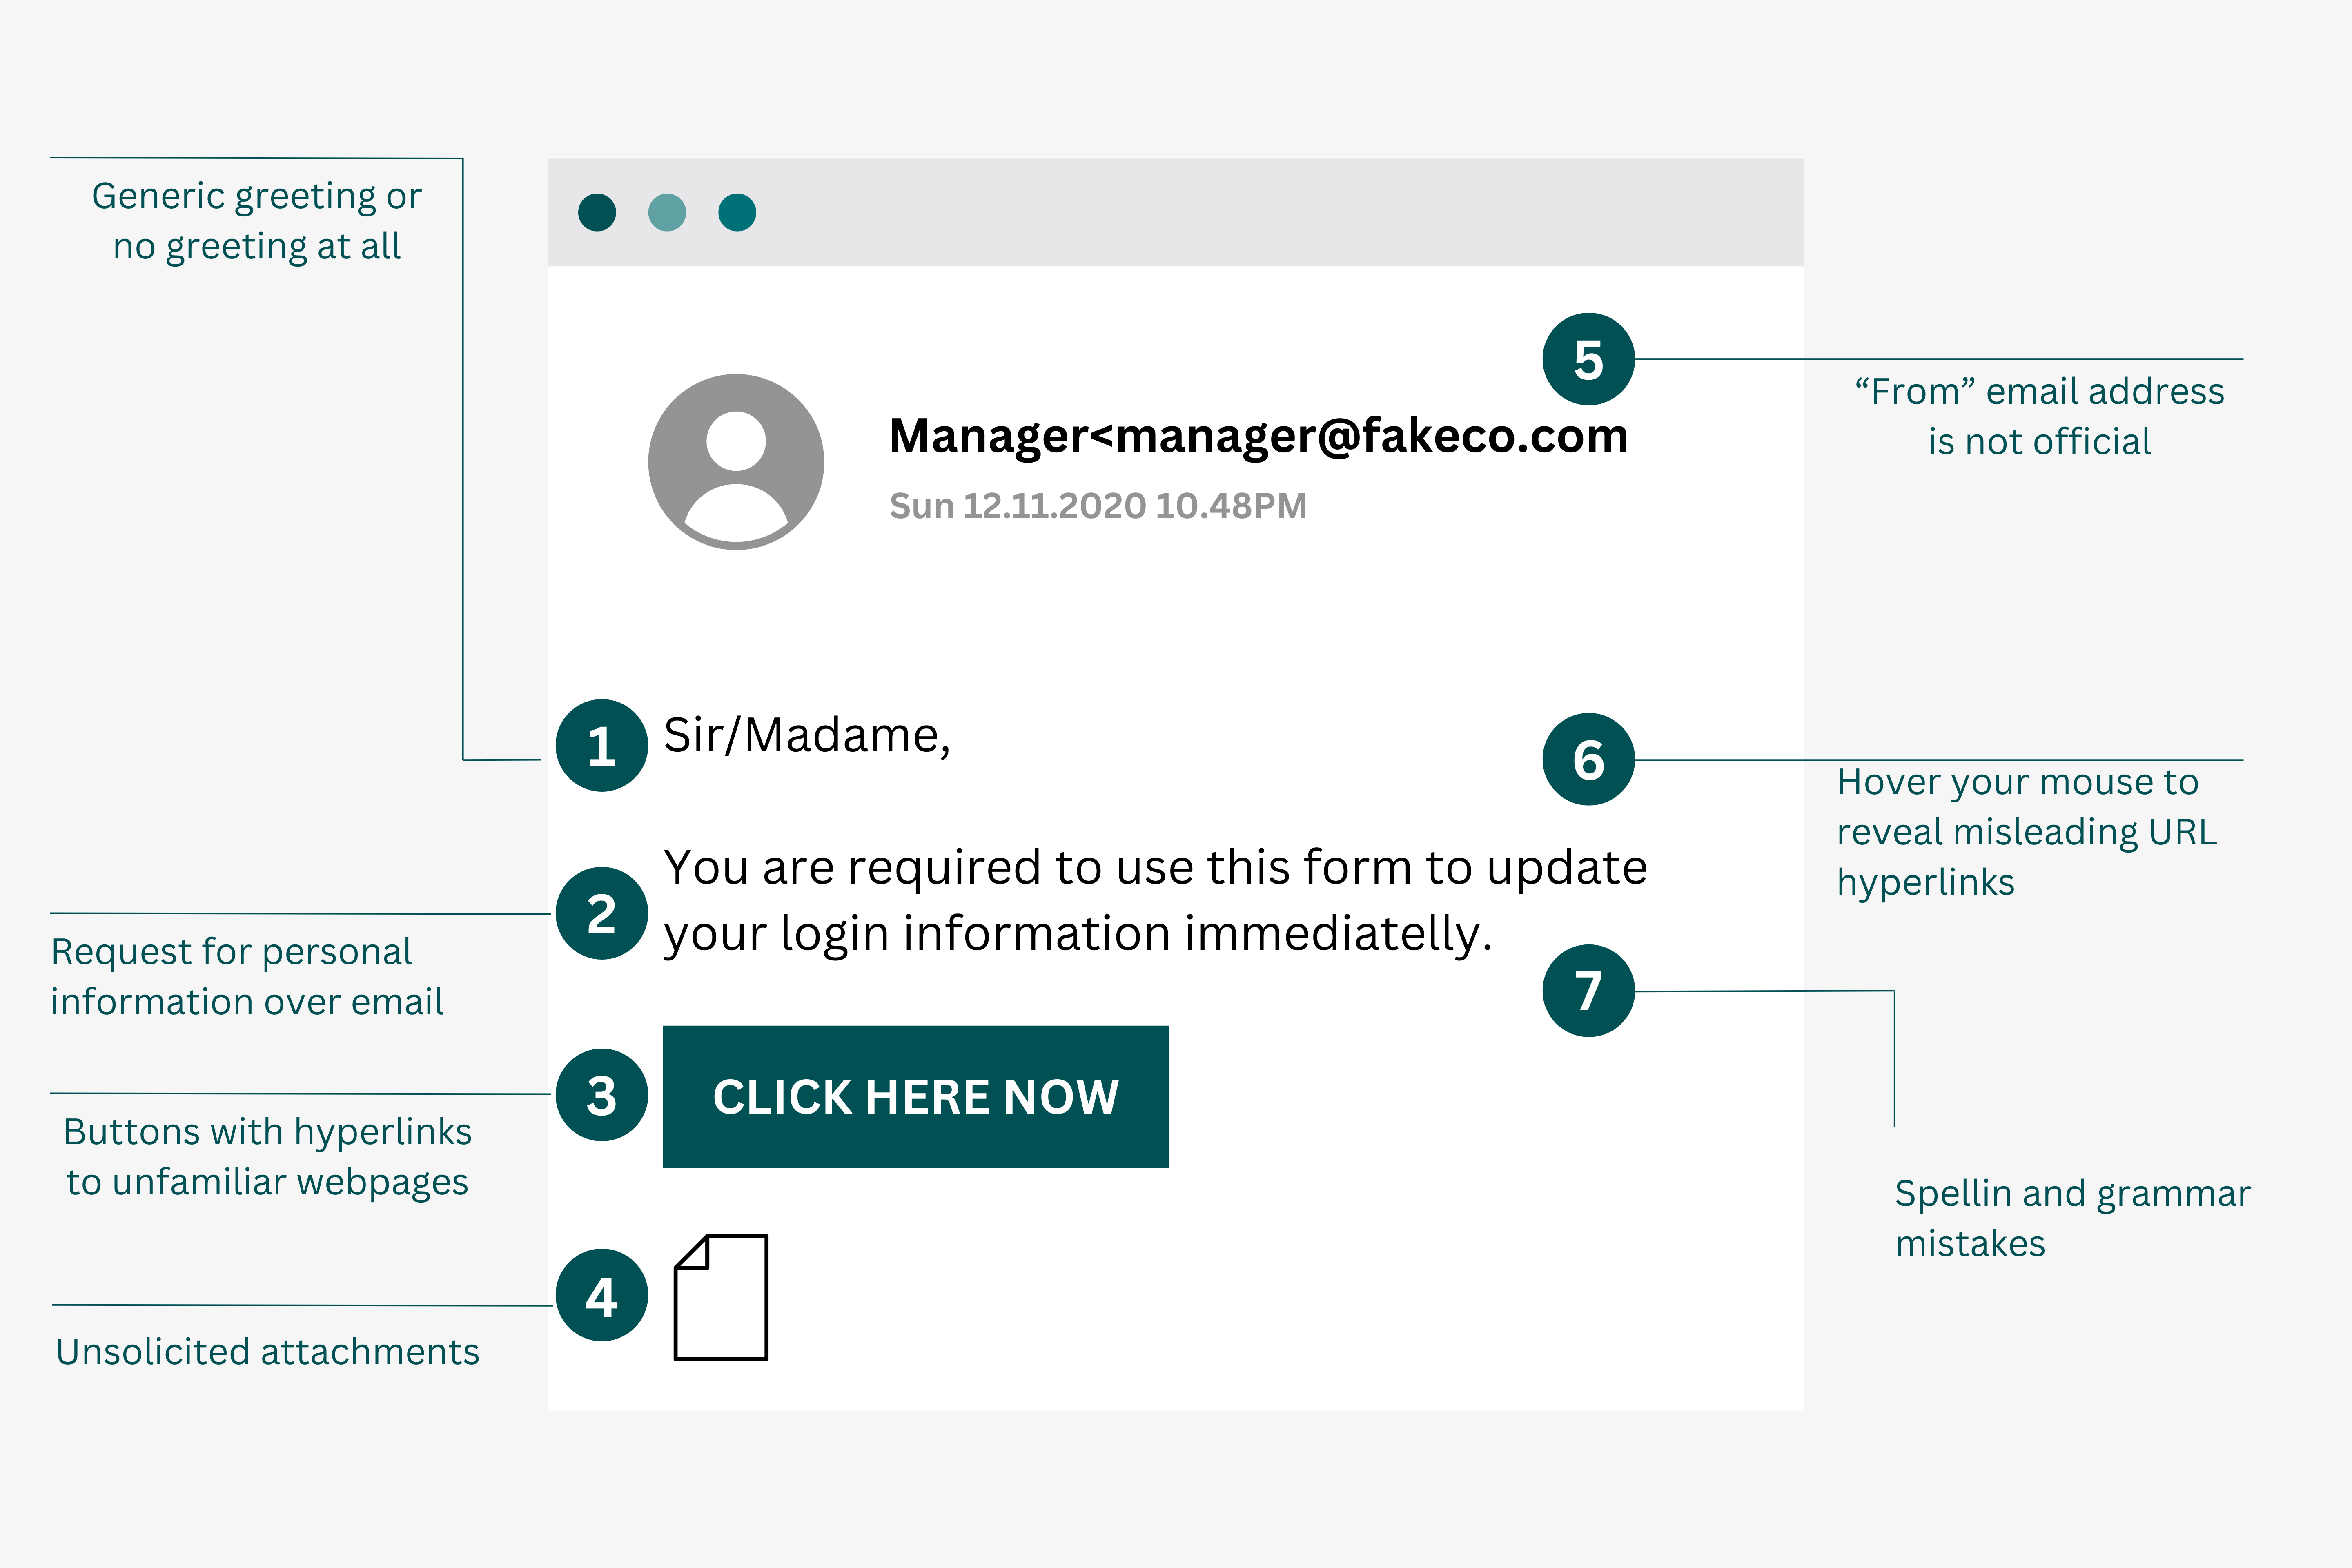 Generic greeting or
no greeting at all
5
“From” email address
is not official
Manager<manager@fakeco.com
Sun 12.11.2020 10.48PM
1
Sir/Madame,
6
Hover your mouse to
reveal misleading URL
hyperlinks
2
You are required to use this form to update
your login information immediatelly.
Request for personal
information over email
7
Spellin and grammar
mistakes
3
CLICK HERE NOW
Buttons with hyperlinks
to unfamiliar webpages
4
Unsolicited attachments